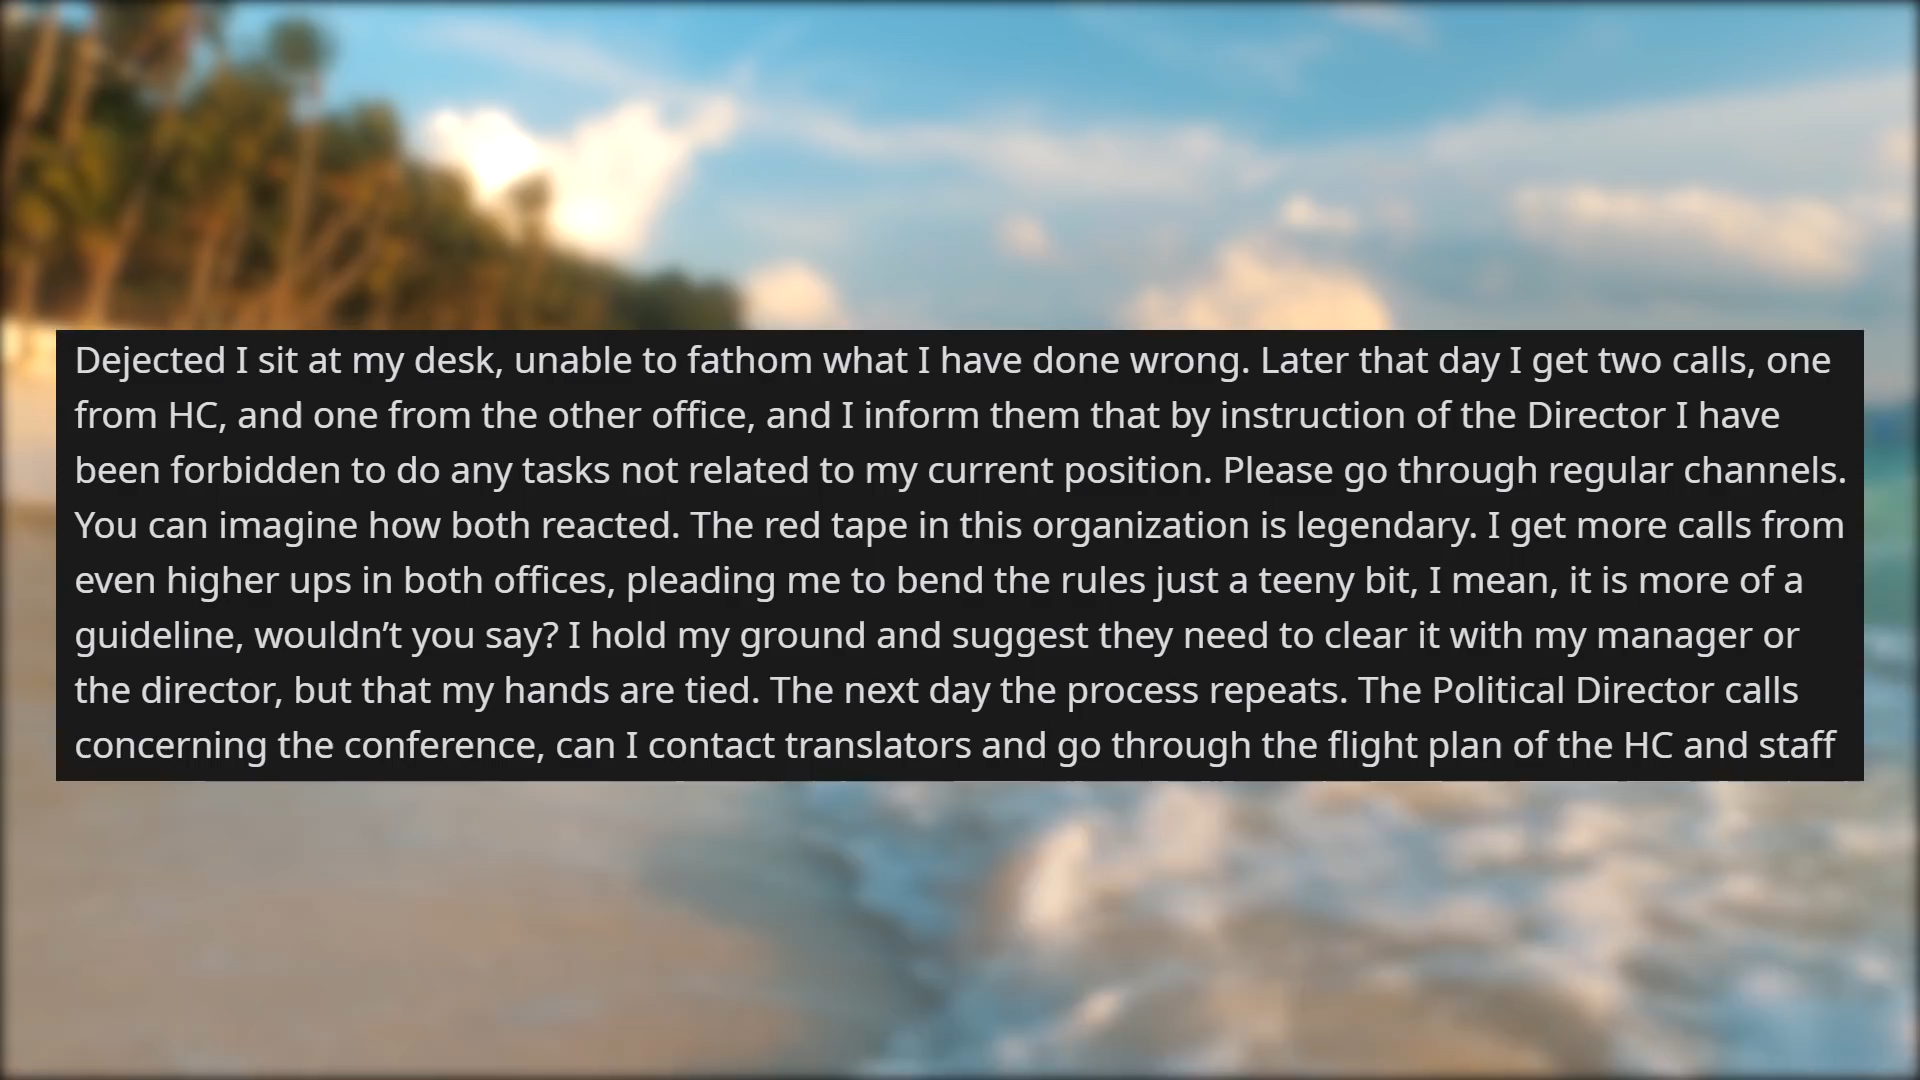 Dejected I sit at my desk, unable to fathom what I have done wrong. Later that day I get two calls, one
from HC, and one from the other office, and I inform them that by instruction of the Director I have
been forbidden to do any tasks not related to my current position. Please go through regular channels.
You can imagine how both reacted. The red tape in this organization is legendary. I get more calls from
even higher ups in both offices, pleading me to bend the rules just a teeny bit, I mean, it is more of a
guideline, wouldn’t you say? I hold my ground and suggest they need to clear it with my manager or
the director, but that my hands are tied. The next day the process repeats. The Political Director calls
concerning the conference, can I contact translators and go through the flight plan of the HC and staff